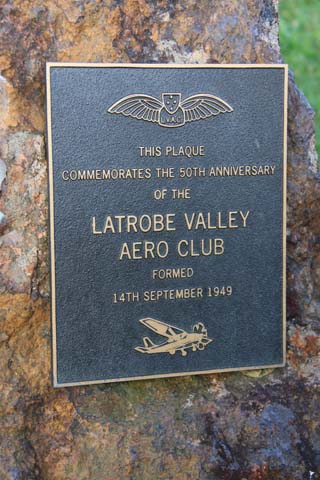 L.V.A.C.
THIS PLAQUE
COMMEMORATES THE 50TH ANNIVERSARY
OF THE
LATROBE VALLEY
AERO CLUB
FORMED
14TH SEPTEMBER 1949